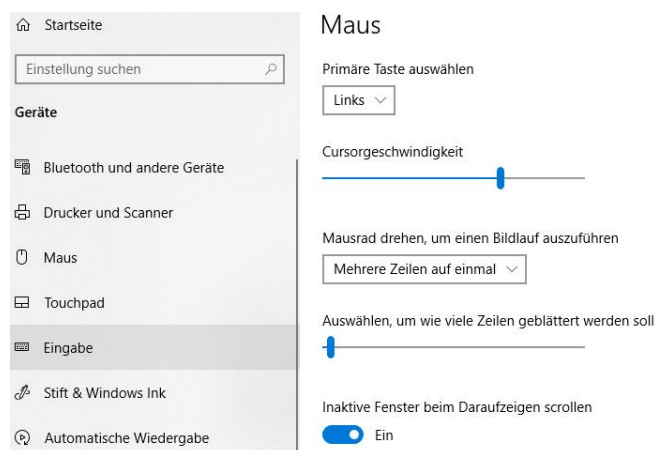 Startseite
Einstellung suchen
Geräte
Bluetooth und andere Geräte
Drucker und Scanner
Maus
Touchpad
Eingabe
Stift & Windows Ink
Automatische Wiedergabe
Maus
Primäre Taste auswählen
Links
Cursorgeschwindigkeit
Mausrad drehen, um einen Bildlauf auszuführen
Mehrere Zeilen auf einmal
Auswählen, um wie viele Zeilen geblättert werden soll
Inaktive Fenster beim Daraufzeigen scrollen
Ein